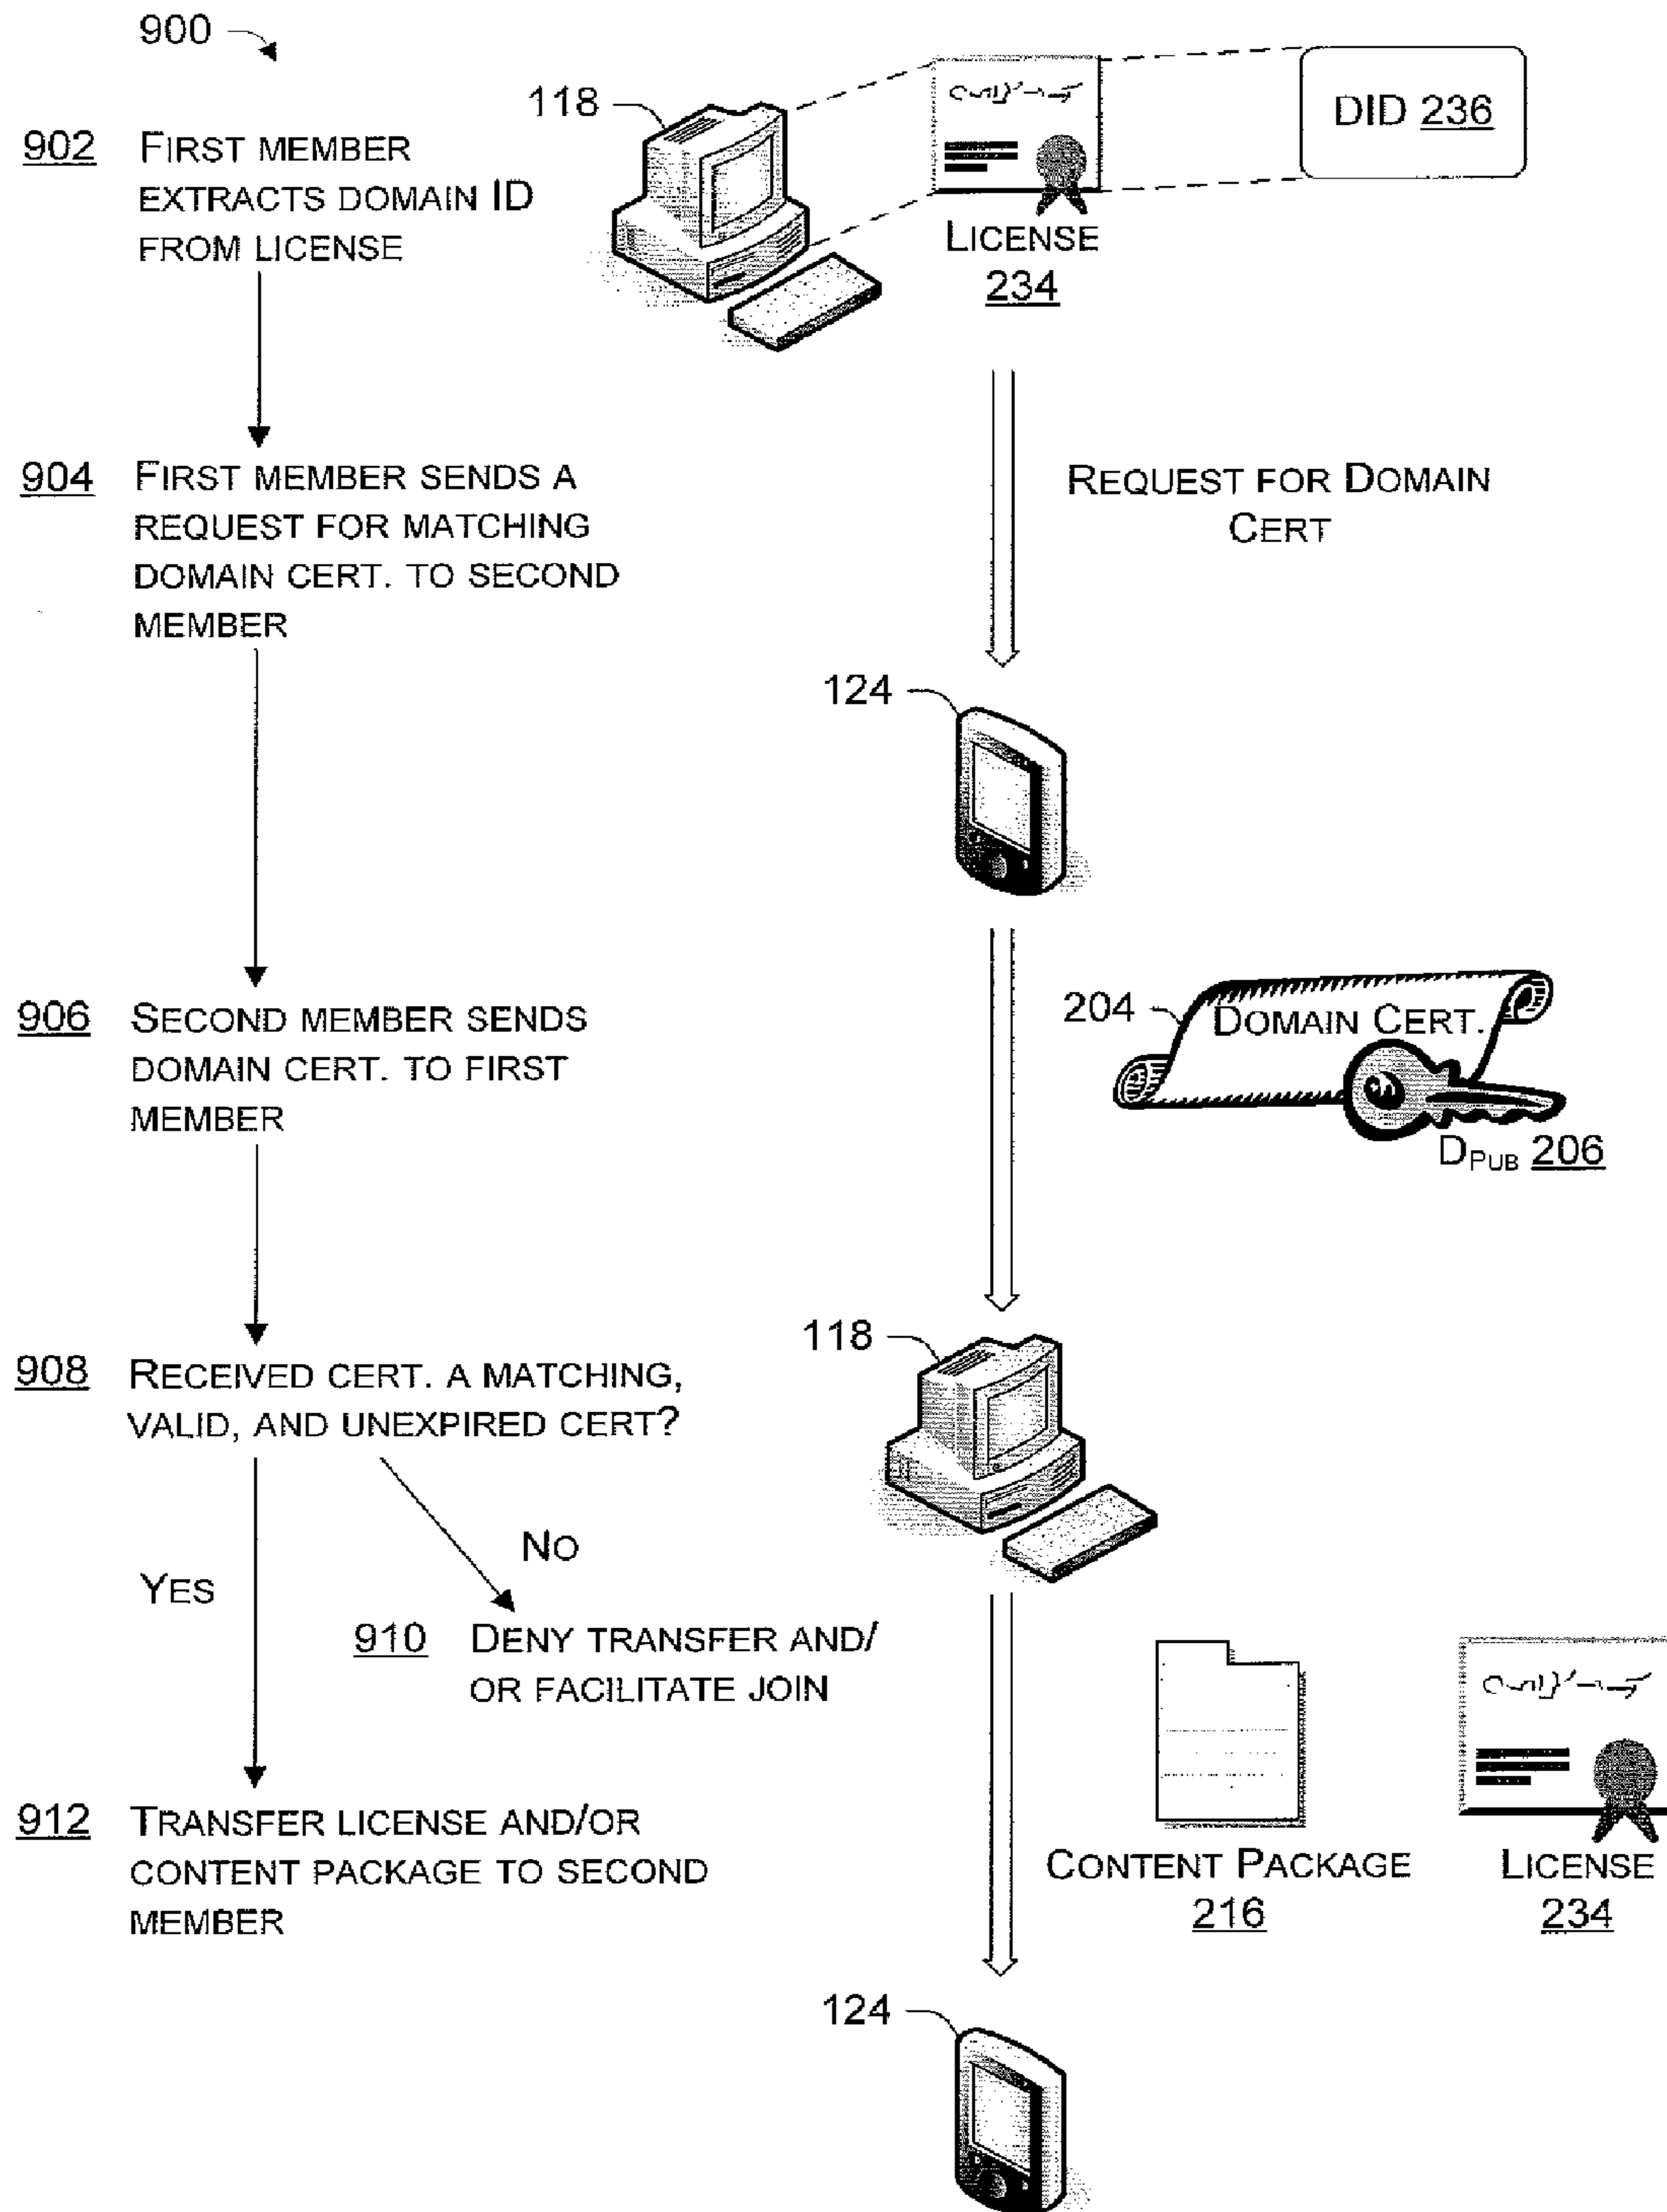 900
118
DID 236
902 FIRST MEMBER
EXTRACTS DOMAIN ID
FROM LICENSE
LICENSE
234
904 FIRST MEMBER SENDS A
REQUEST FOR MATCHING
DOMAIN CERT. TO SECOND
MEMBER
REQUEST FOR DOMAIN
CERT
124
906 SECOND MEMBER SENDS
DOMAIN CERT. TO FIRST
MEMBER
204
DOMAIN CERT.
DPUB 206
118
908 RECEIVED CERT. A MATCHING,
VALID, AND UNEXPIRED CERT?
NO
YES
910 DENY TRANSFER AND/
OR FACILITATE JOIN
912 TRANSFER LICENSE AND/OR
CONTENT PACKAGE TO SECOND
MEMBER
CONTENT PACKAGE
216
LICENSE
234
124